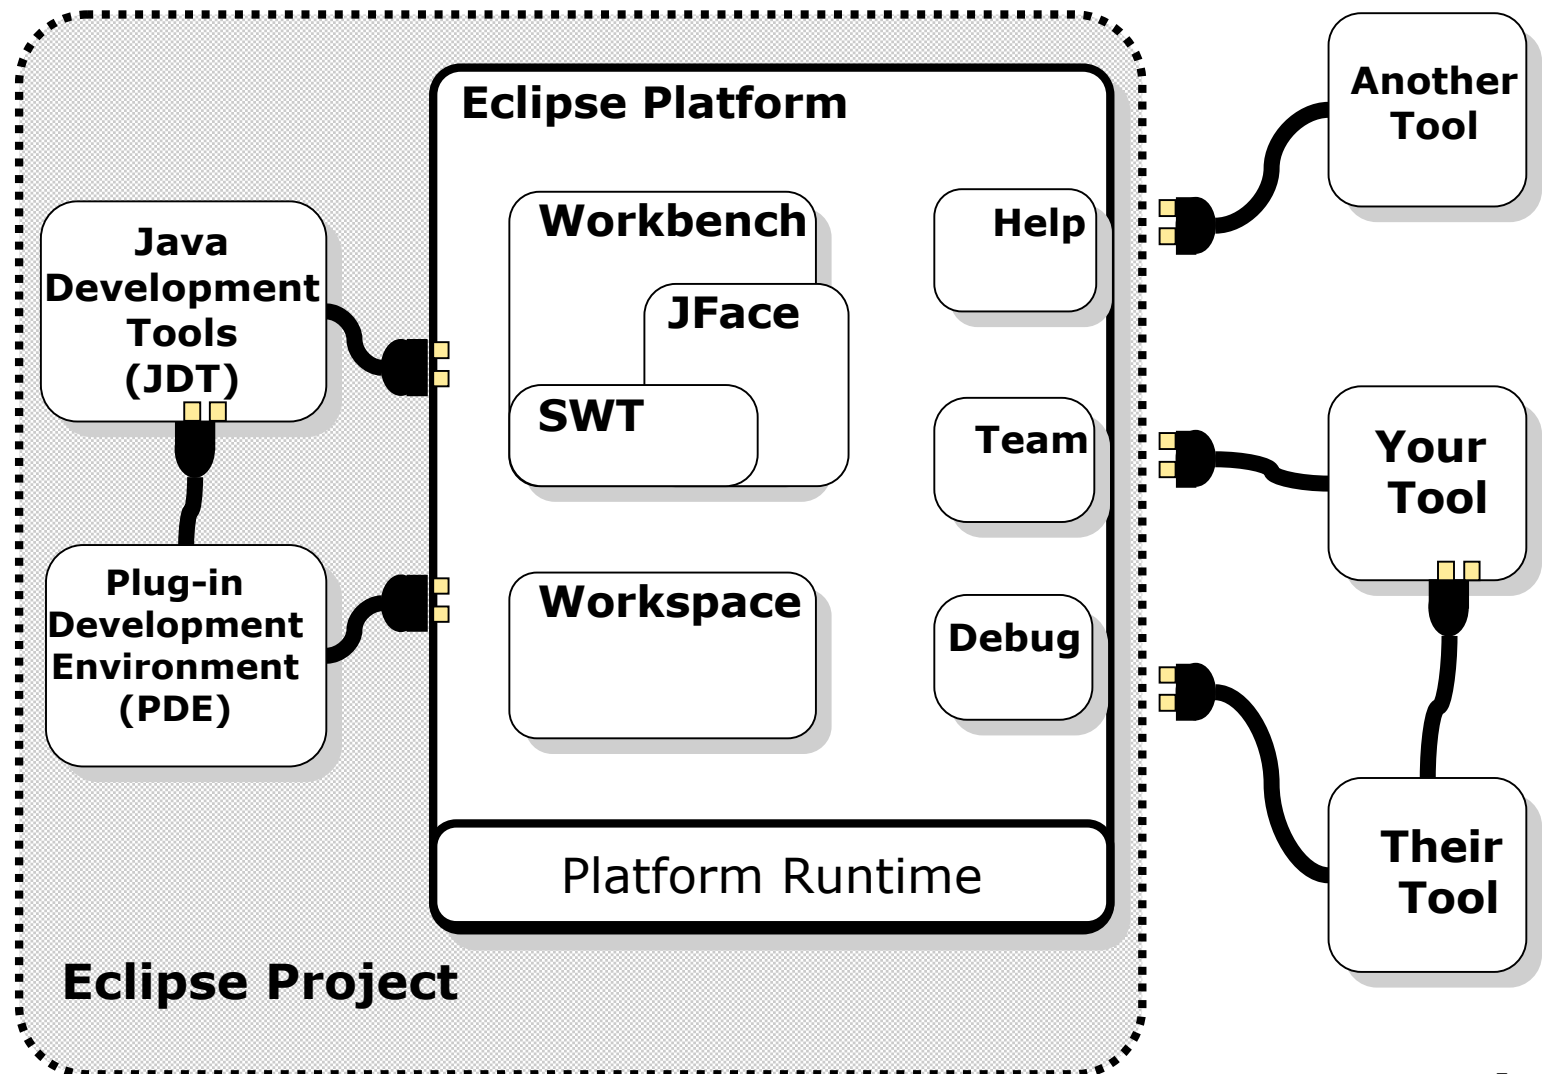 Eclipse Platform
Another
Tool
Workbench
Help
Java
Development
Tools
(JDT)
JFace
SWT
Team
Your
Tool
Plug-in
Development
Environment
(PDE)
Workspace
Debug
Their
Tool
Platform Runtime
Eclipse Project